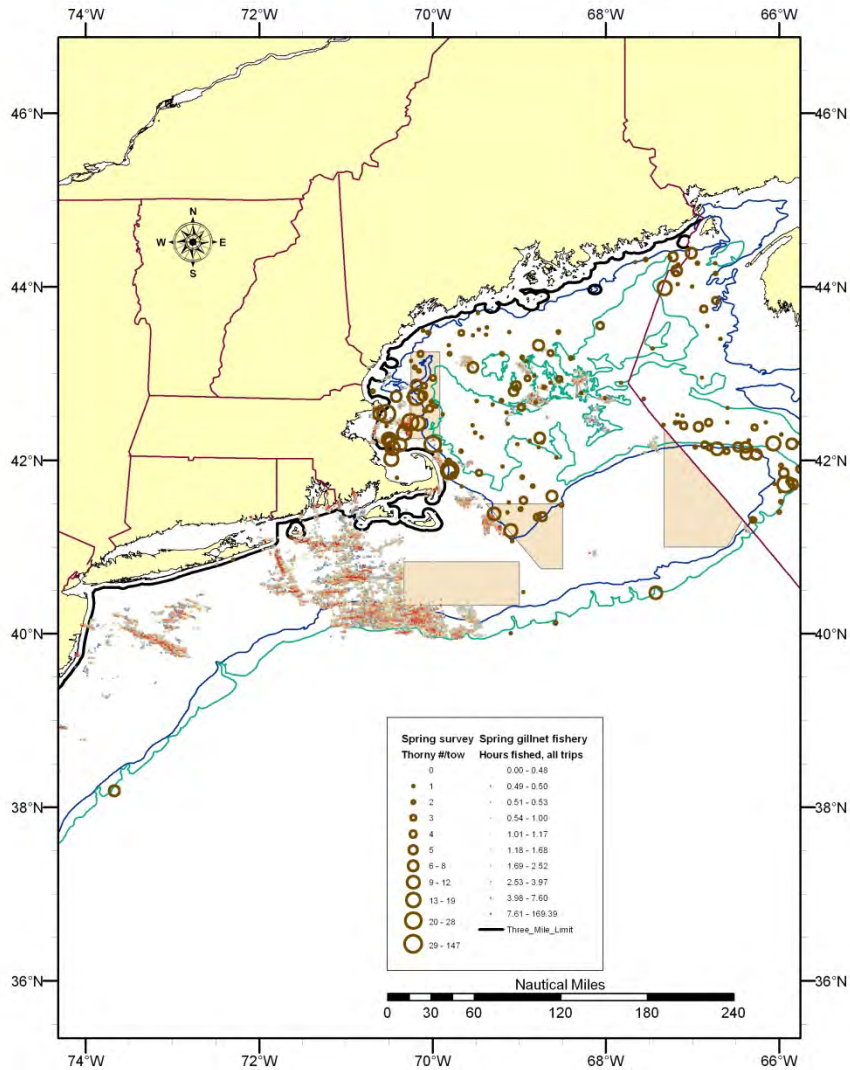 74°W 72°W 70°W 68°W 66°W
46°N 46°N
N
W E
S
44°N 44°N
42°N 42°N
40°N 40°N
Spring survey Spring gillnet fishery
Thorny #/tow Hours fished, all trips
0 0.00 - 0.48
1 0.49 - 0.50
2 0.51 - 0.53
3 0.54 - 1.00
4 1.01 - 1.17
5 1.18 - 1.68
6 - 8 1.69 - 2.52
9 - 12 2.53 - 3.97
13 - 19 3.98 - 7.60
20 - 28 7.61 - 169.39
29 - 147 Three_Mile_Limit
38°N 38°N
36°N 36°N
Nautical Miles
0 30 60 120 180 240
74°W 72°W 70°W 68°W 66°W